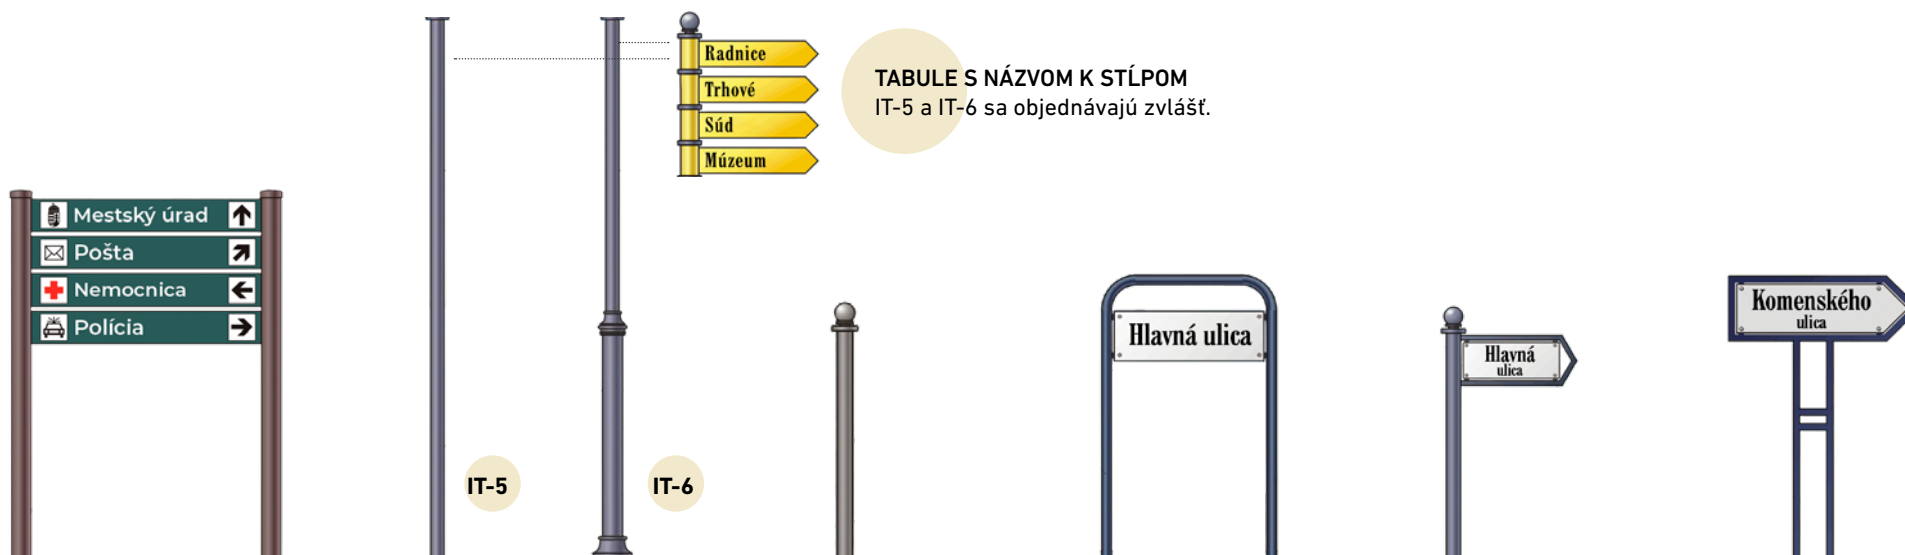 Radnice
Trhové
Súd
Múzeum
TABULE S NÁZVOM K STĹPOM
IT-5 a IT-6 sa objednávajú zvlášť.
Mestský úrad
Pošta
Nemocnica
Polícia
IT-5
IT-6
Hlavná ulica
Hlavná
ulica
Komenského
ulica